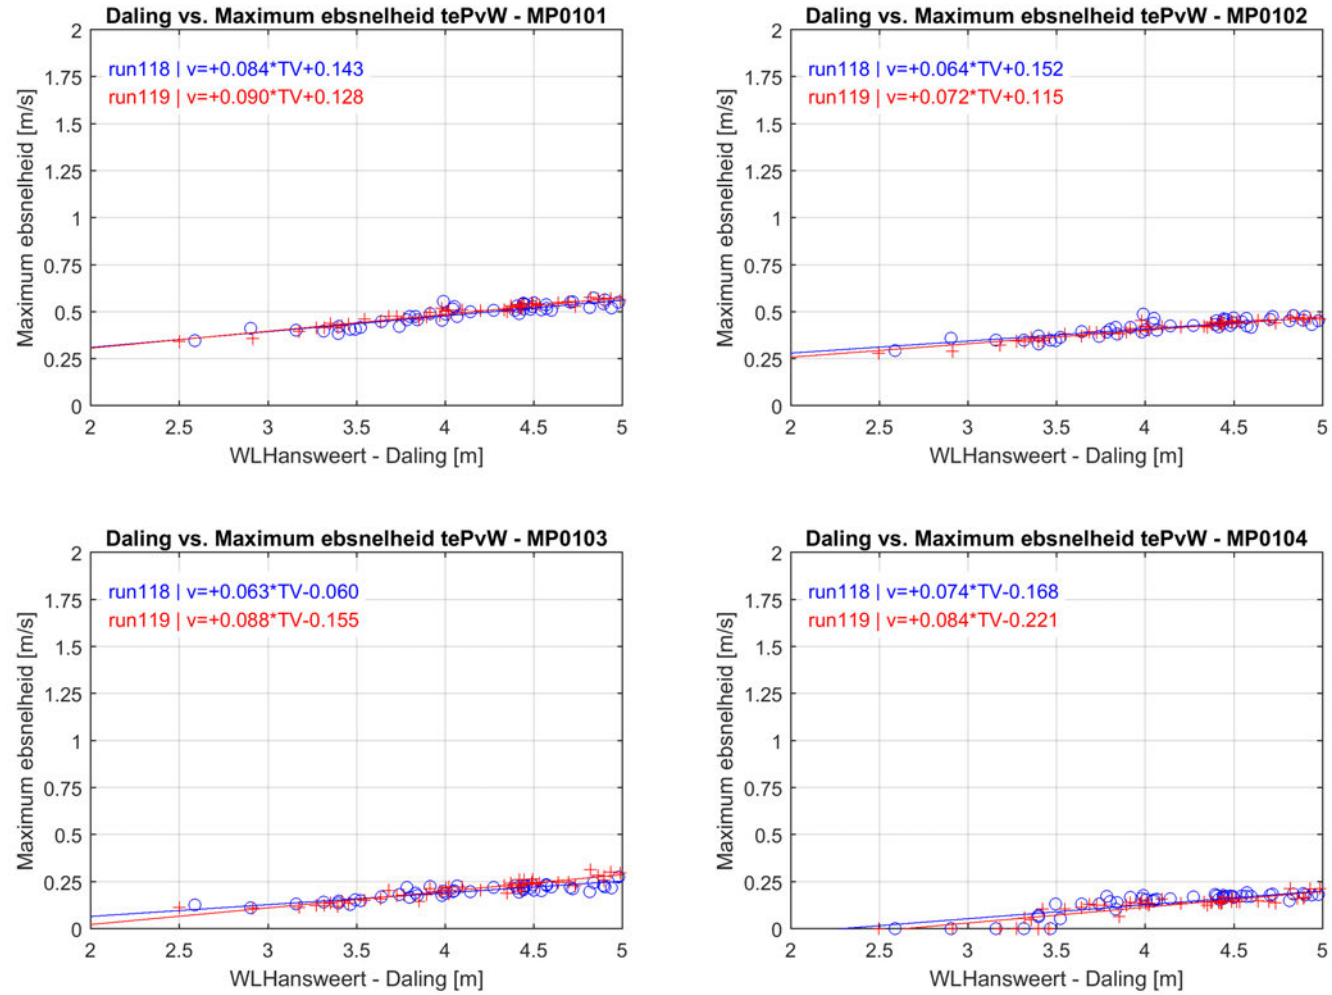 Daling vs. Maximum ebsnelheid tePvW - MP0101
run118 | v=+0.084*TV+0.143
run119 | v=+0.090*TV+0.128
2
1.75
1.5
1.25
1
0.75
0.5
0.25
0
Maximum ebsnelheid [m/s]
2 2.5 3 3.5 4 4.5 5
WLHansweert - Daling [m]
Daling vs. Maximum ebsnelheid tePvW - MP0102
run118 | v=+0.064*TV+0.152
run119 | v=+0.072*TV+0.115
2
1.75
1.5
1.25
1
0.75
0.5
0.25
0
Maximum ebsnelheid [m/s]
2 2.5 3 3.5 4 4.5 5
WLHansweert - Daling [m]
Daling vs. Maximum ebsnelheid tePvW - MP0103
run118 | v=+0.063*TV-0.060
run119 | v=+0.088*TV-0.155
2
1.75
1.5
1.25
1
0.75
0.5
0.25
0
Maximum ebsnelheid [m/s]
2 2.5 3 3.5 4 4.5 5
WLHansweert - Daling [m]
Daling vs. Maximum ebsnelheid tePvW - MP0104
run118 | v=+0.074*TV-0.168
run119 | v=+0.084*TV-0.221
2
1.75
1.5
1.25
1
0.75
0.5
0.25
0
Maximum ebsnelheid [m/s]
2 2.5 3 3.5 4 4.5 5
WLHansweert - Daling [m]